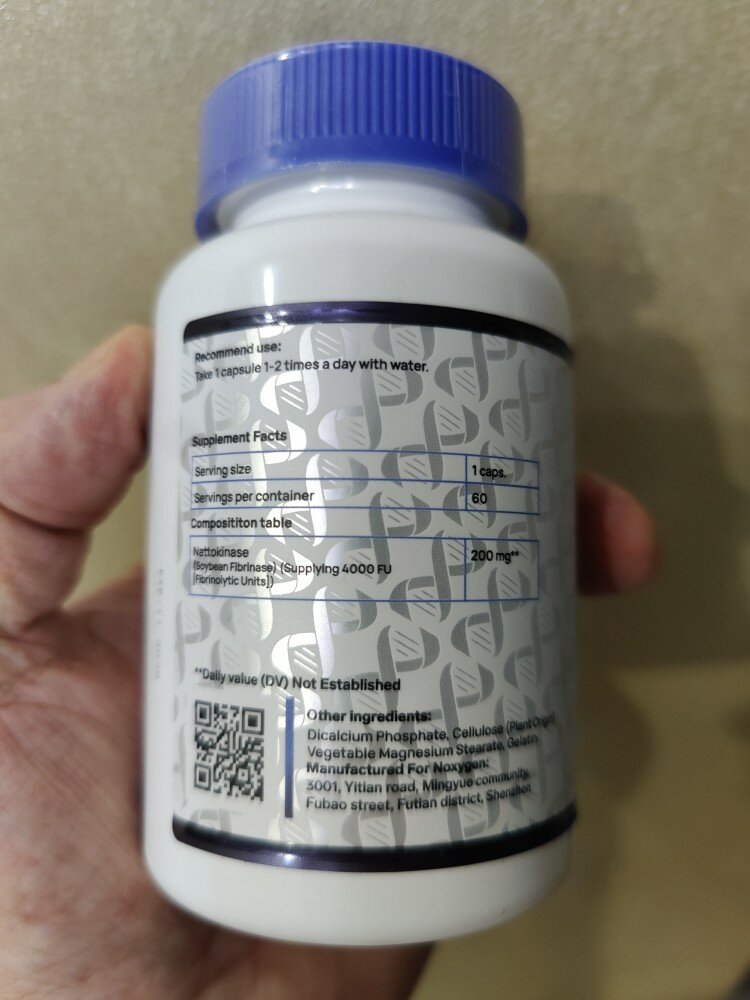 Recommend use:
Take 1 capsule 1-2 times a day with water.
Supplement Facts
Serving size 1 caps.
Servings per container 60
Composititon table
Nattokinase 200 mg**
(Soybean Fibrinase) (Supplying 4000 FU
[Fibrinolytic Units])
**Daily value (DV) Not Established
Other ingredients:
Dicalcium Phosphate, Cellulose (Plant Origin)
Vegetable Magnesium Stearate, Gelatin
Manufactured For Noxygen:
3001, Yitian road, Mingyue community,
Fubao street, Futian district, Shenzhen